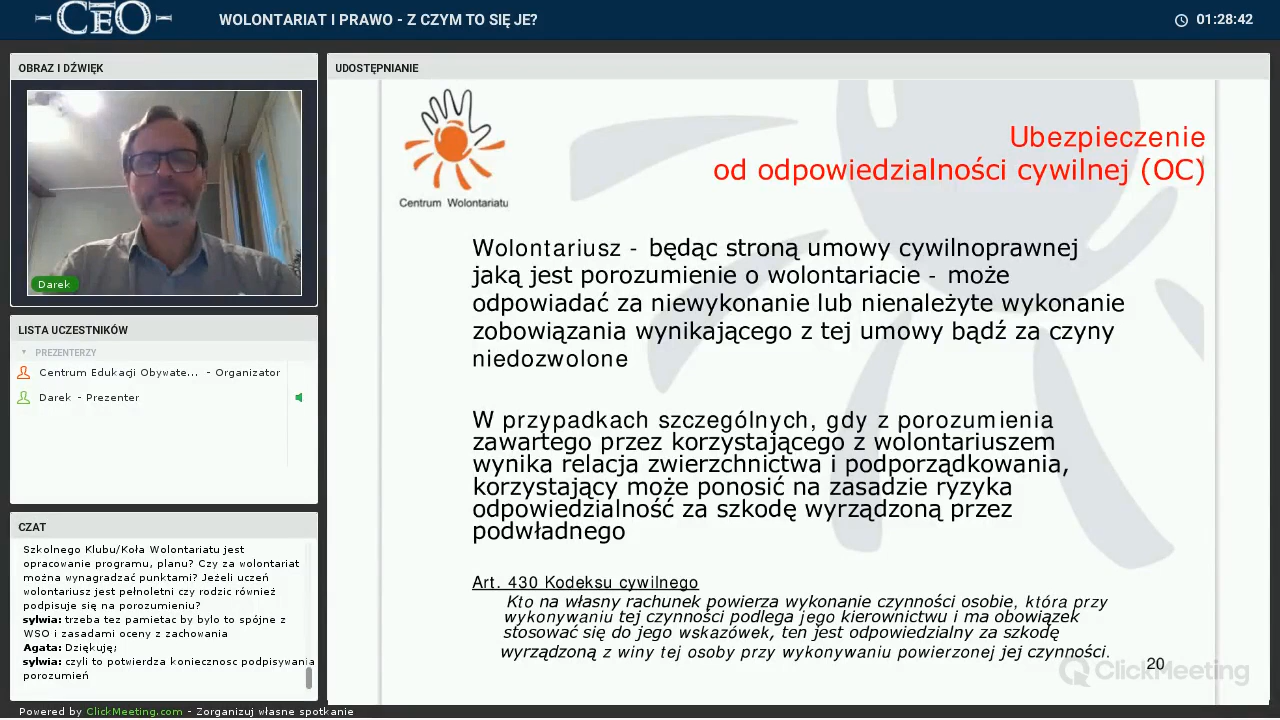 CEO
WOLONTARIAT I PRAWO - Z CZYM TO SIĘ JE?
01:28:42
OBRAZ I DŹWIĘK
Darek
LISTA UCZESTNIKÓW
PREZENTERZY
Centrum Edukacji Obywate... - Organizator
Darek - Prezenter
CZAT
Szkolnego Klubu/Koła Wolontariatu jest
opracowanie programu, planu? Czy za wolontariat
można wynagradzać punktami? Jeżeli uczeń
wolontariusz jest pełnoletni czy rodzic również
podpisuje się na porozumieniu?
sylwia: trzeba tez pamietac by bylo to spójne z
WSO i zasadami oceny z zachowania
Agata: Dziękuję;
sylwia: czyli to potwierdza koniecznosc podpisywania
porozumień
UDOSTĘPNIANIE
Centrum Wolontariatu
Ubezpieczenie
od odpowiedzialności cywilnej (OC)
Wolontariusz - będąc stroną umowy cywilnoprawnej
jaką jest porozumienie o wolontariacie - może
odpowiadać za niewykonanie lub nienależyte wykonanie
zobowiązania wynikającego z tej umowy bądź za czyny
niedozwolone
W przypadkach szczególnych, gdy z porozumienia
zawartego przez korzystającego z wolontariuszem
wynika relacja zwierzchnictwa i podporządkowania,
korzystający może ponosić na zasadzie ryzyka
odpowiedzialność za szkodę wyrządzoną przez
podwładnego
Art. 430 Kodeksu cywilnego
Kto na własny rachunek powierza wykonanie czynności osobie, która przy
wykonywaniu tej czynności podlega jego kierownictwu i ma obowiązek
stosować się do jego wskazówek, ten jest odpowiedzialny za szkodę
wyrządzoną z winy tej osoby przy wykonywaniu powierzonej jej czynności.
20
ClickMeeting
Powered by ClickMeeting.com - Zorganizuj własne spotkanie